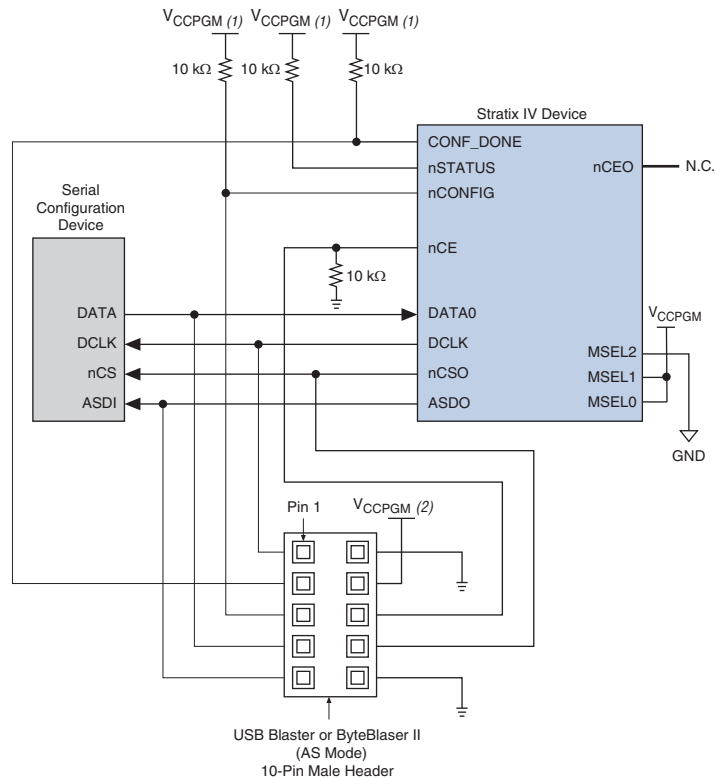 VCCPGM (1) VCCPGM (1) VCCPGM (1)
10 kΩ 10 kΩ 10 kΩ
Stratix IV Device
CONF_DONE
nSTATUS
nCEO N.C.
nCONFIG
Serial
Configuration
Device
nCE
10 kΩ
DATA
DATA0
VCCPGM
DCLK
DCLK
MSEL2
nCS
nCSO
MSEL1
ASDI
ASDO
MSEL0
GND
Pin 1
VCCPGM (2)
USB Blaster or ByteBlaser II
(AS Mode)
10-Pin Male Header